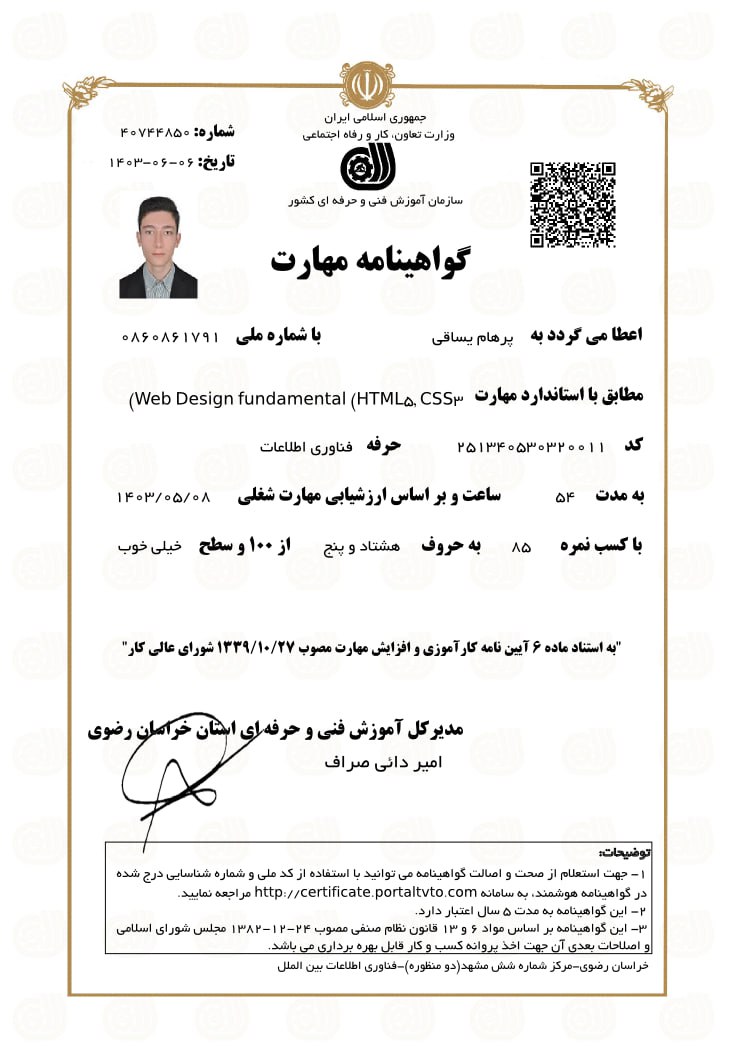 جمهوری اسلامی ایران
وزارت تعاون، کار و رفاه اجتماعی
سازمان آموزش فنی و حرفه ای کشور
شماره: ۴۰۷۴۴۸۵۰
تاریخ: ۱۴۰۳-۰۶-۰۶
گواهینامه مهارت
اعطا می گردد به پرهام یساقی با شماره ملی ۰۸۶۰۸۶۱۷۹۱
مطابق با استاندارد مهارت Web Design fundamental (HTML۵, CSS۳)
کد ۲۵۱۳۴۰۵۳۰۳۲۰۰۱۱ حرفه فناوری اطلاعات
به مدت ۵۴ ساعت و بر اساس ارزشیابی مهارت شغلی ۱۴۰۳/۰۵/۰۸
با کسب نمره ۸۵ به حروف هشتاد و پنج از ۱۰۰ و سطح خیلی خوب
"به استناد ماده ۶ آیین نامه کارآموزی و افزایش مهارت مصوب ۱۳۳۹/۱۰/۲۷ شورای عالی کار"
مدیرکل آموزش فنی و حرفه ای استان خراسان رضوی
امیر دائی صراف
توضیحات:
۱- جهت استعلام از صحت و اصالت گواهینامه می توانید با استفاده از کد ملی و شماره شناسایی درج شده
در گواهینامه هوشمند، به سامانه http://certificate.portaltvto.com مراجعه نمایید.
۲- این گواهینامه به مدت ۵ سال اعتبار دارد.
۳- این گواهینامه بر اساس مواد ۶ و ۱۳ قانون نظام صنفی مصوب ۲۴-۱۲-۱۳۸۲ مجلس شورای اسلامی
و اصلاحات بعدی آن جهت اخذ پروانه کسب و کار قابل بهره برداری می باشد.
خراسان رضوی-مرکز شماره شش مشهد(دو منظوره)-فناوری اطلاعات بین الملل